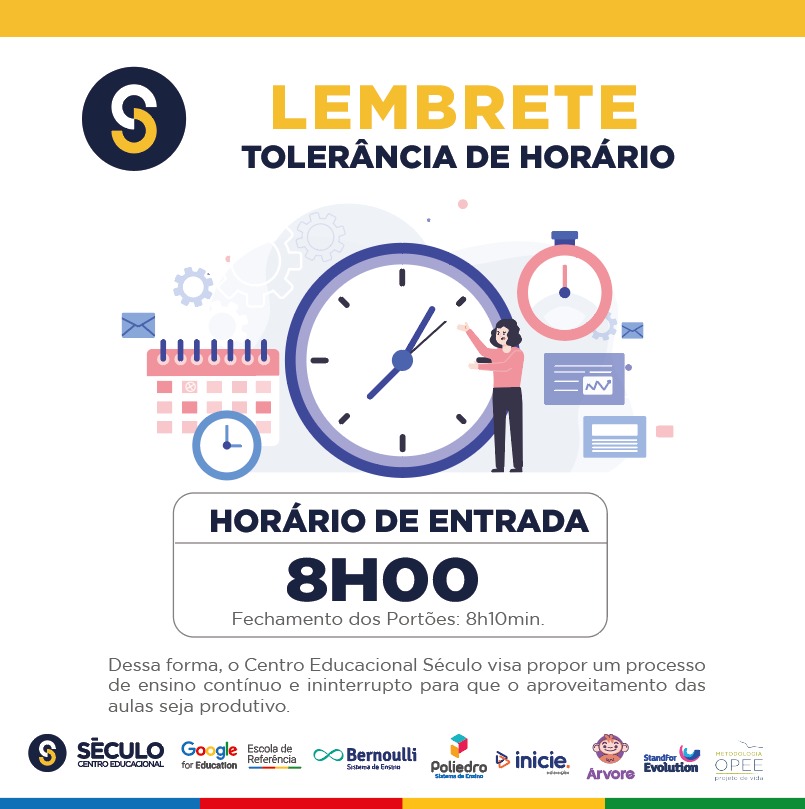 LEMBRETE
TOLERÂNCIA DE HORÁRIO
HORÁRIO DE ENTRADA
8H00
Fechamento dos Portões: 8h10min.
Dessa forma, o Centro Educacional Século visa propor um processo
de ensino contínuo e ininterrupto para que o aproveitamento das
aulas seja produtivo.
SÉCULO
CENTRO EDUCACIONAL
Google
for Education
Escola de
Referência
Bernoulli
Sistema de Ensino
Poliedro
Sistema de Ensino
inicie.
educação
Árvore
StandFor
Evolution
METODOLOGIA
OPEE
projeto de vida